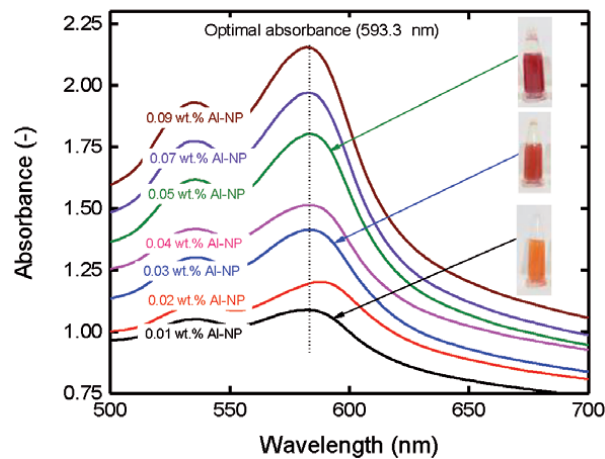 Optimal absorbance (593.3 nm)
2.25
2.00
1.75
1.50
1.25
1.00
0.75
Absorbance (-)
0.09 wt.% Al-NP
0.07 wt.% Al-NP
0.05 wt.% Al-NP
0.04 wt.% Al-NP
0.03 wt.% Al-NP
0.02 wt.% Al-NP
0.01 wt.% Al-NP
500 550 600 650 700
Wavelength (nm)